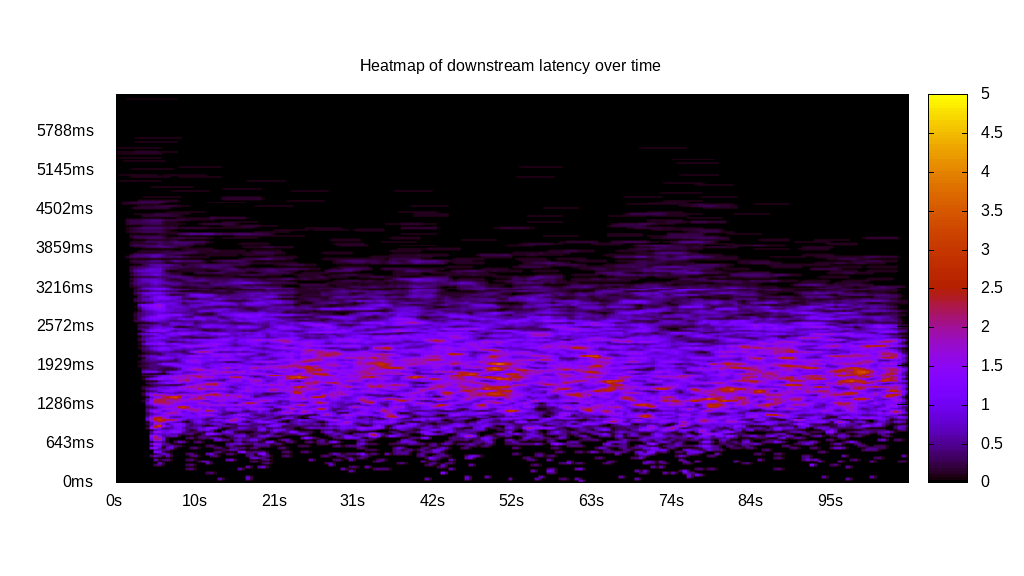 Heatmap of downstream latency over time
5788ms
5145ms
4502ms
3859ms
3216ms
2572ms
1929ms
1286ms
643ms
0ms
0s 10s 21s 31s 42s 52s 63s 74s 84s 95s
5
4.5
4
3.5
3
2.5
2
1.5
1
0.5
0